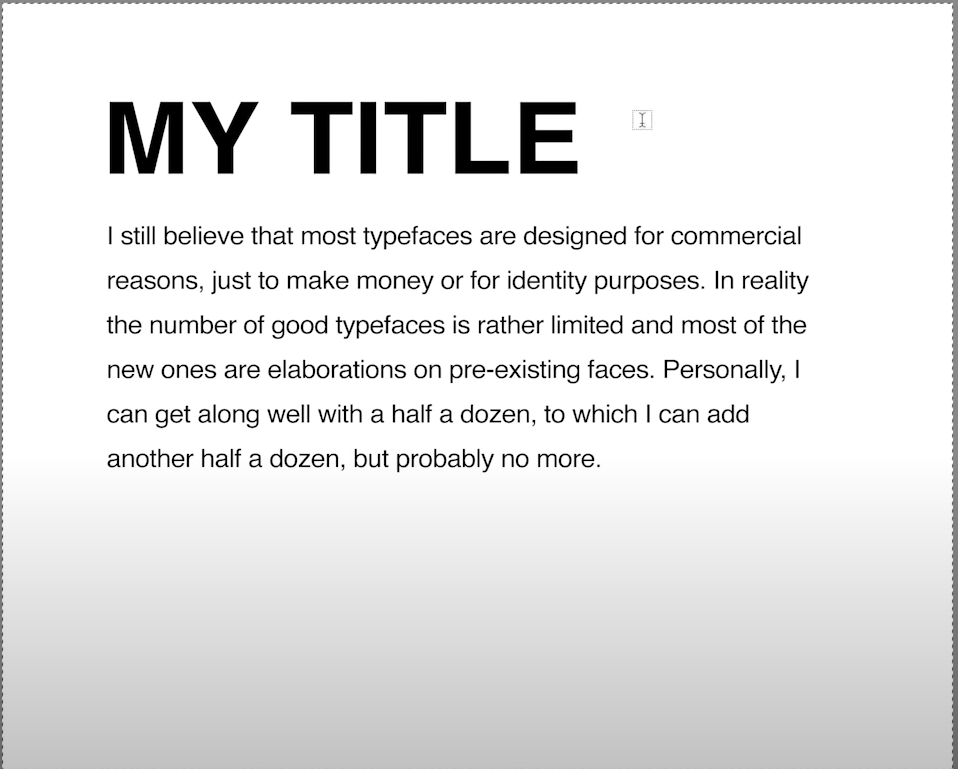 MY TITLE
I still believe that most typefaces are designed for commercial
reasons, just to make money or for identity purposes. In reality
the number of good typefaces is rather limited and most of the
new ones are elaborations on pre-existing faces. Personally, I
can get along well with a half a dozen, to which I can add
another half a dozen, but probably no more.